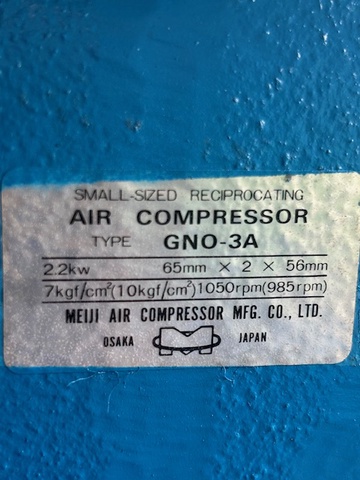 SMALL-SIZED RECIPROCATING
AIR COMPRESSOR
TYPE GNO-3A
2.2kw 65mm × 2 × 56mm
7kgf/cm²(10kgf/cm²)1050rpm(985rpm)
MEIJI AIR COMPRESSOR MFG. CO., LTD.
OSAKA JAPAN